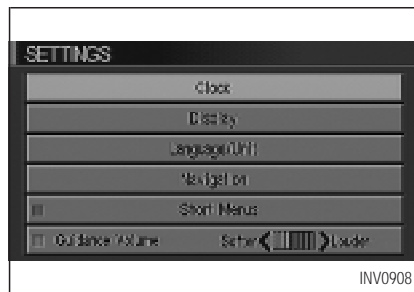 SETTINGS
Clock
Display
Language/Unit
Navigation
Short Menus
Guidance Volume Softer Louder
INV0908